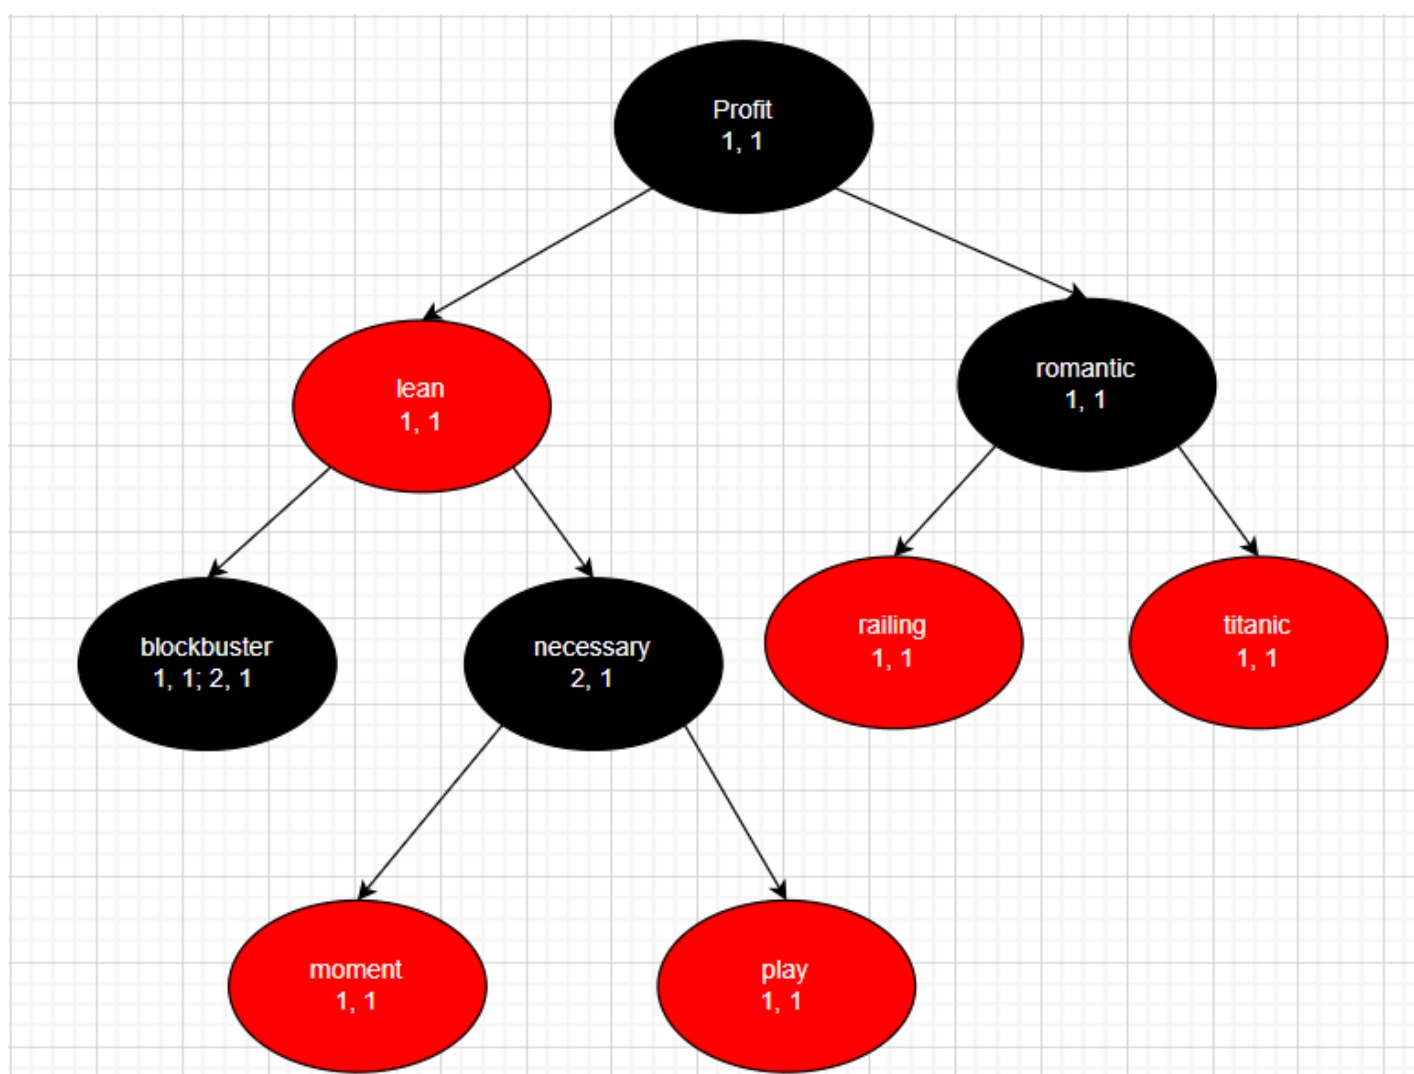 Profit
1, 1
lean
1, 1
romantic
1, 1
blockbuster
1, 1; 2, 1
necessary
2, 1
railing
1, 1
titanic
1, 1
moment
1, 1
play
1, 1